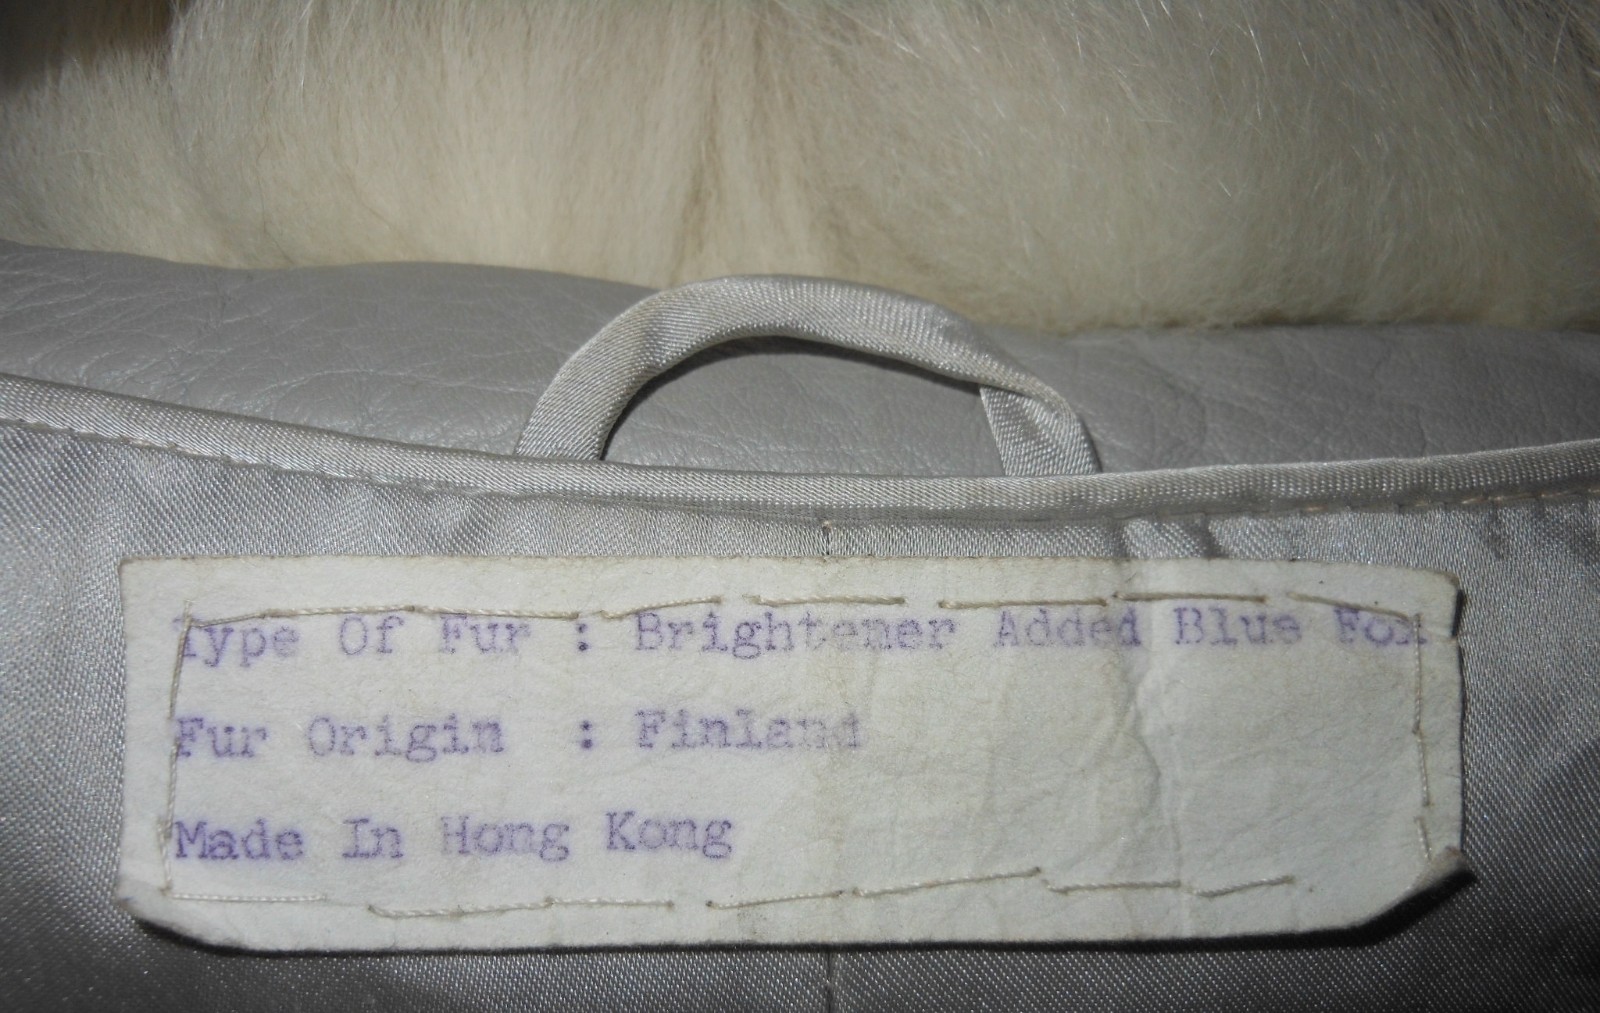 Type Of Fur : Brightener Added Blue Fox
Fur Origin : Finland
Made In Hong Kong